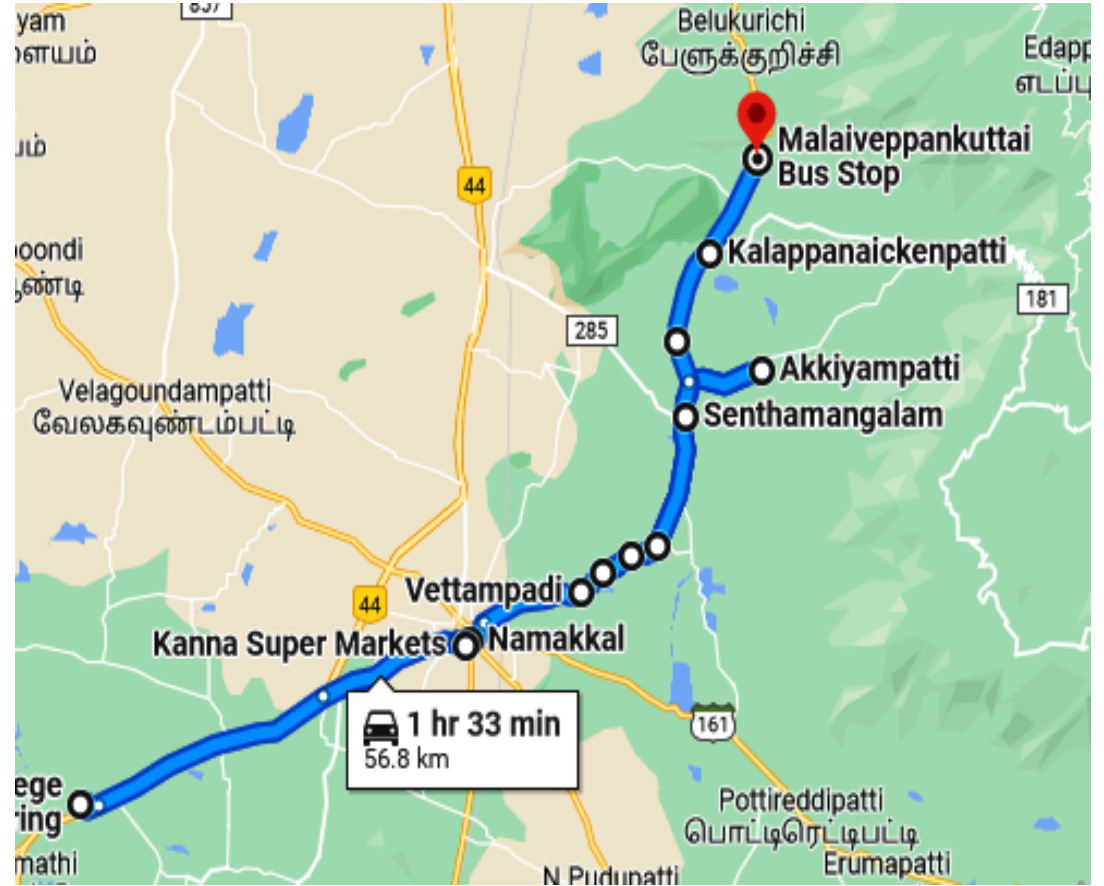 857
yam
ளையம்
Belukurichi
பேளுக்குறிச்சி
Edapp
எடப்பு
Malaiveppankuttai
Bus Stop
44
Kalappanaickenpatti
181
285
Akkiyampatti
Senthamangalam
Velagoundampatti
வேலகவுண்டம்பட்டி
oondi
ண்டி
Vettampadi
44
Kanna Super Markets
Namakkal
1 hr 33 min
56.8 km
161
ege
ring
mathi
Pottireddipatti
பொட்டிரெட்டிபட்டி
Erumapatti
N Pudupatti